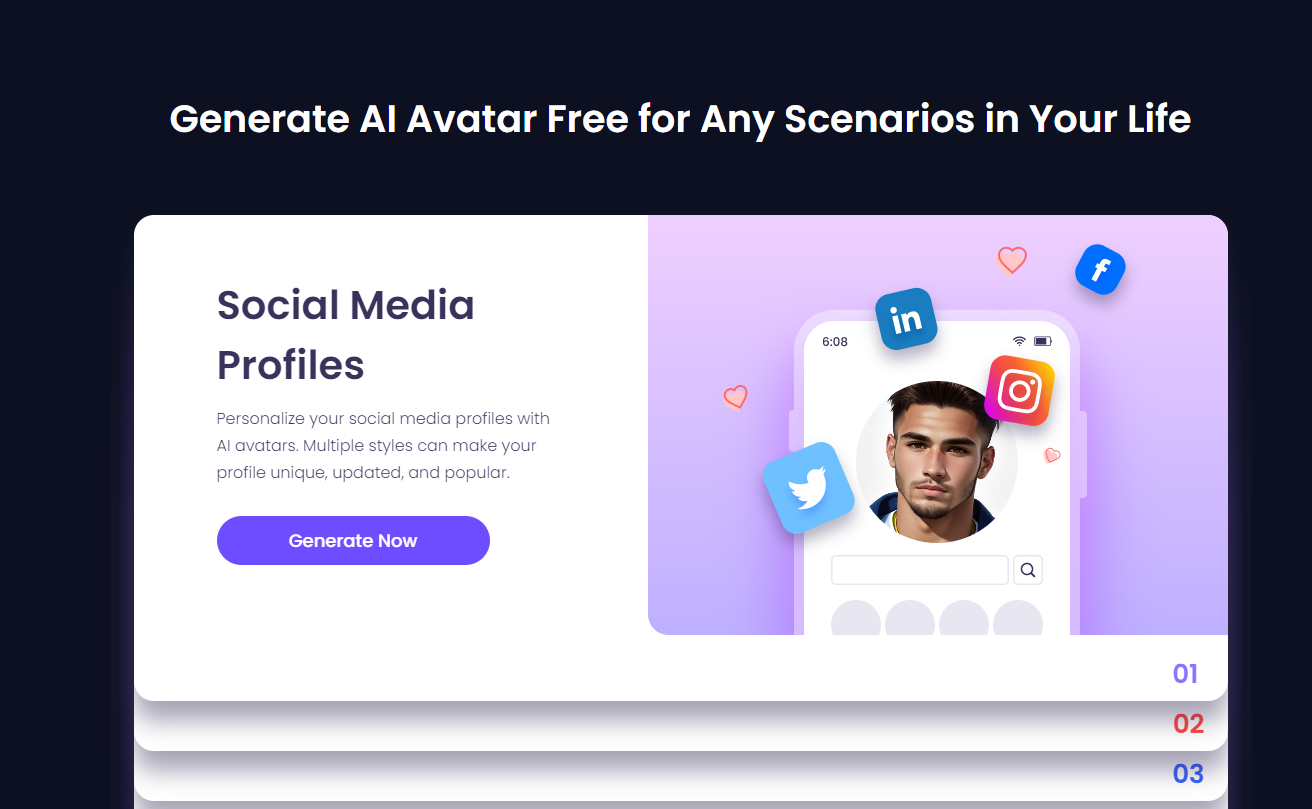 Generate AI Avatar Free for Any Scenarios in Your Life
Social Media
Profiles
Personalize your social media profiles with
AI avatars. Multiple styles can make your
profile unique, updated, and popular.
Generate Now
in
f
6:08
01
02
03